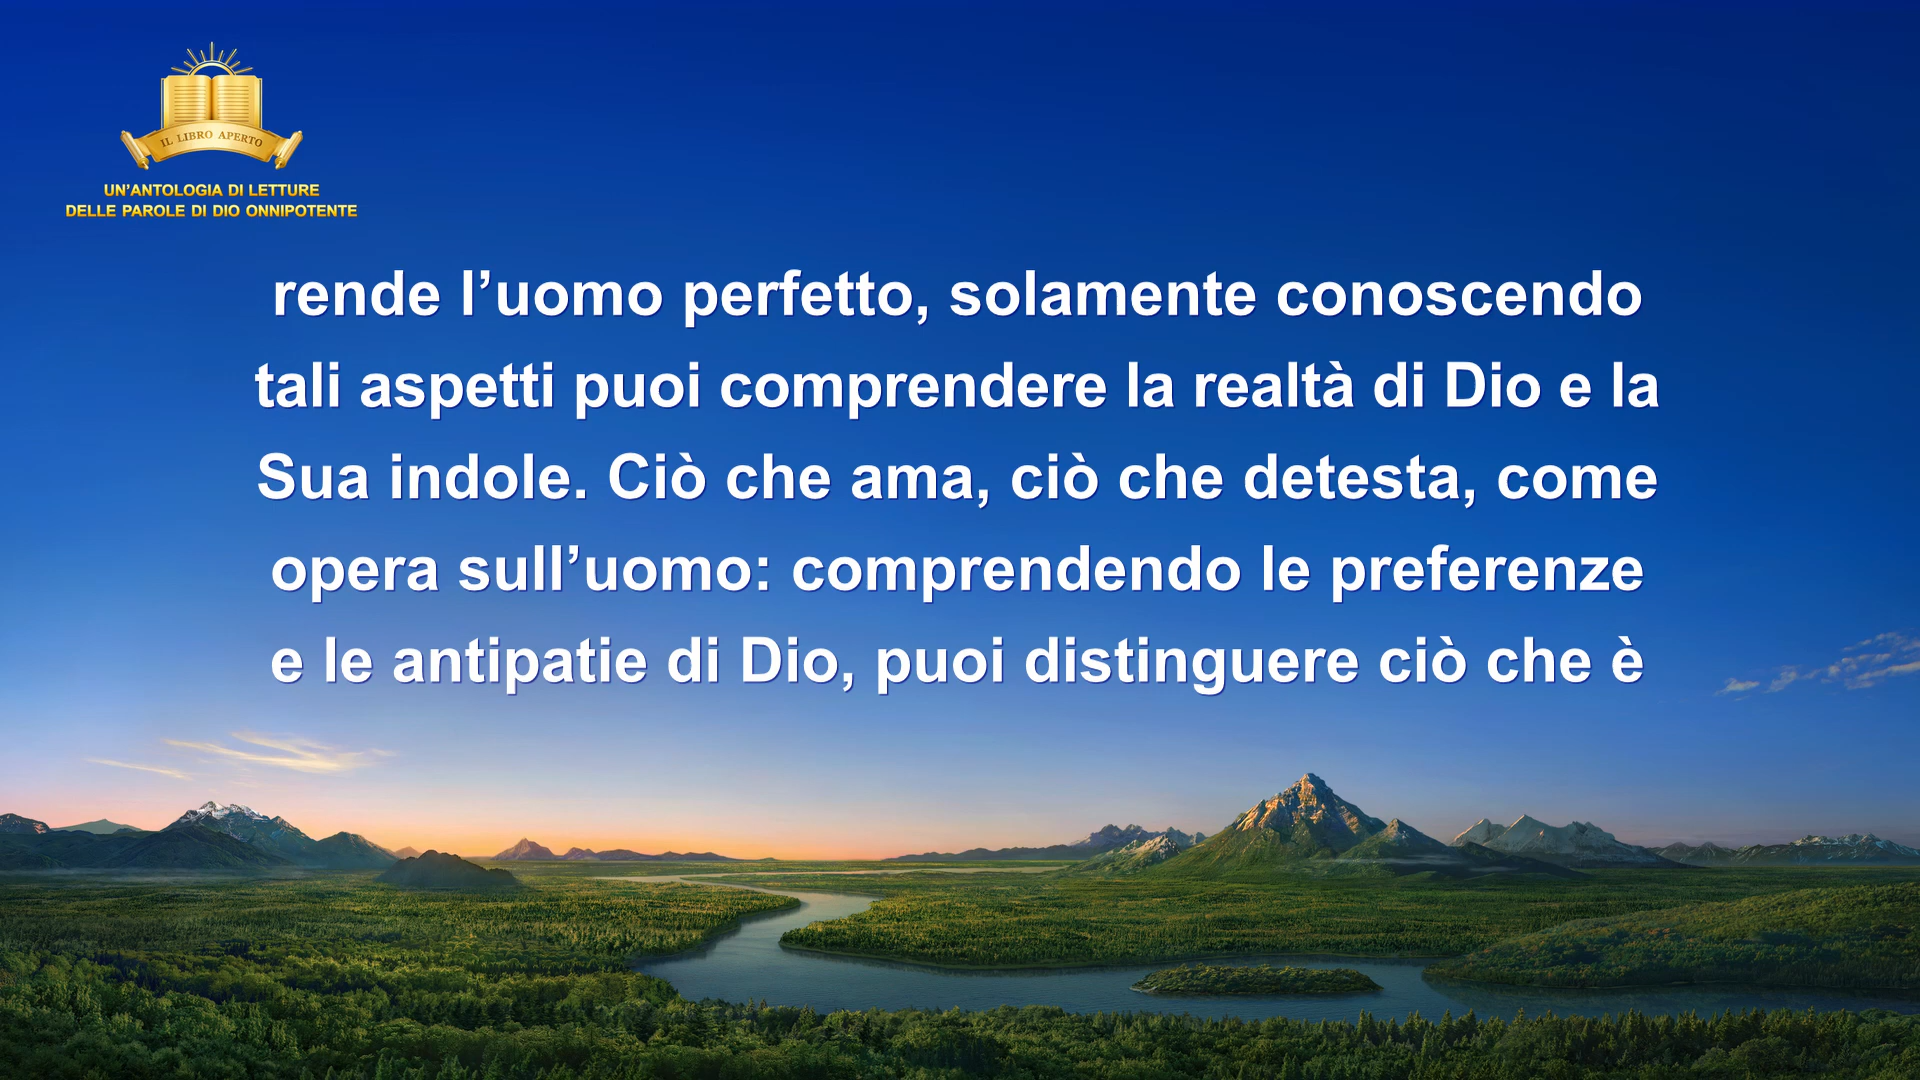 IL LIBRO APERTO
UN’ANTOLOGIA DI LETTURE
DELLE PAROLE DI DIO ONNIPOTENTE
rende l’uomo perfetto, solamente conoscendo
tali aspetti puoi comprendere la realtà di Dio e la
Sua indole. Ciò che ama, ciò che detesta, come
opera sull’uomo: comprendendo le preferenze
e le antipatie di Dio, puoi distinguere ciò che è